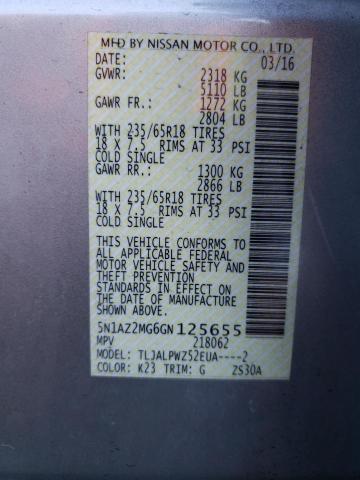 MFD BY NISSAN MOTOR CO., LTD.
DATE: 03/16
GVWR: 2318 KG
5110 LB
GAWR FR.: 1272 KG
2804 LB
WITH 235/65R18 TIRES
18 X 7.5 RIMS AT 33 PSI
COLD SINGLE
GAWR RR.: 1300 KG
2866 LB
WITH 235/65R18 TIRES
18 X 7.5 RIMS AT 33 PSI
COLD SINGLE
THIS VEHICLE CONFORMS TO
ALL APPLICABLE FEDERAL
MOTOR VEHICLE SAFETY AND
THEFT PREVENTION
STANDARDS IN EFFECT ON
THE DATE OF MANUFACTURE
SHOWN ABOVE.
5N1AZ2MG6GN125655
MPV 218062
MODEL: TLJALPWZ52EUA----2
COLOR: K23 TRIM: G ZS30A